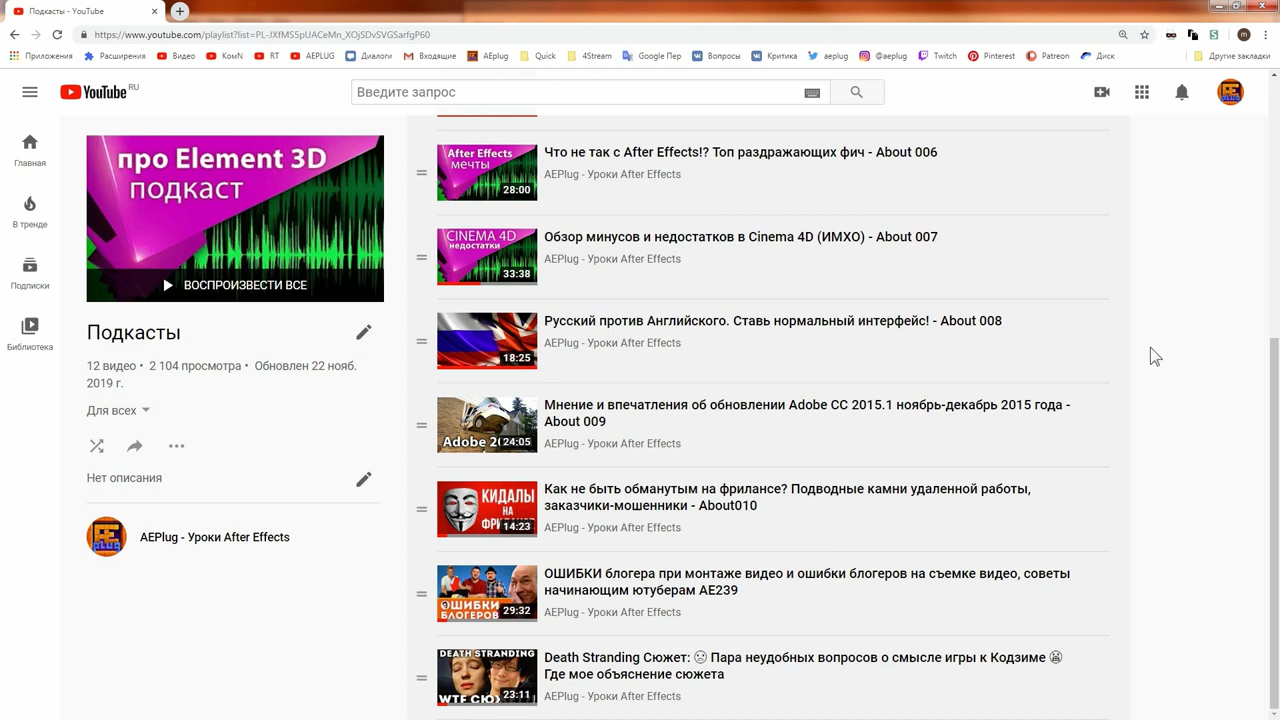 Подкасты - YouTube
https://www.youtube.com/playlist?list=PL-JXfMSSpUACeMn_XOjSDvSVGSarfgP60
Приложения
Расширения
Видео
КомN
RT
AEPLUG
Диалоги
Входящие
AEplug
Quick
4Stream
Google Пер
Вопросы
Критика
aeplug
@aeplug
Twitch
Pinterest
Patreon
Диск
Другие закладки
YouTube RU
Введите запрос
Главная
В тренде
Подписки
Библиотека
про Element 3D
подкаст
ВОСПРОИЗВЕСТИ ВСЕ
Подкасты
12 видео • 2 104 просмотра • Обновлен 22 нояб.
2019 г.
Для всех
Нет описания
AEPlug - Уроки After Effects
After Effects
мечты
28:00
Что не так с After Effects!? Топ раздражающих фич - About 006
AEPlug - Уроки After Effects
CINEMA 4D
недостатки
33:38
Обзор минусов и недостатков в Cinema 4D (ИМХО) - About 007
AEPlug - Уроки After Effects
18:25
Русский против Английского. Ставь нормальный интерфейс! - About 008
AEPlug - Уроки After Effects
Adobe 20
24:05
Мнение и впечатления об обновлении Adobe CC 2015.1 ноябрь-декабрь 2015 года -
About 009
AEPlug - Уроки After Effects
КИДАЛЫ
НА
14:23
Как не быть обманутым на фрилансе? Подводные камни удаленной работы,
заказчики-мошенники - About010
AEPlug - Уроки After Effects
ОШИБКИ
БЛОГЕРОВ
29:32
ОШИБКИ блогера при монтаже видео и ошибки блогеров на съемке видео, советы
начинающим ютуберам AE239
AEPlug - Уроки After Effects
DEATH STRANDING
WTF
23:11
Death Stranding Сюжет: 😟 Пара неудобных вопросов о смысле игры к Кодзиме 😫
Где мое объяснение сюжета
AEPlug - Уроки After Effects